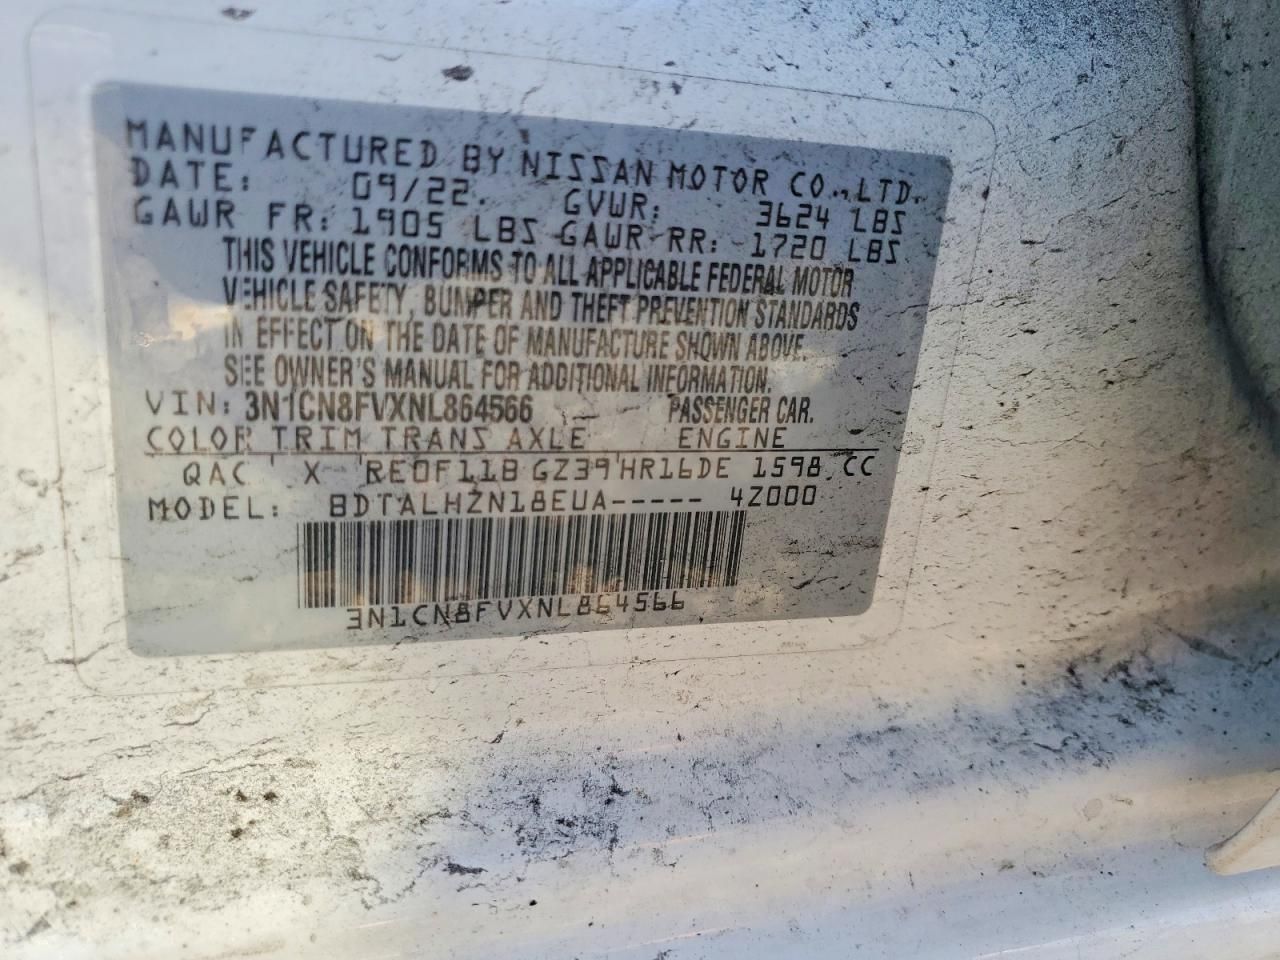 MANUFACTURED BY NISSAN MOTOR CO.,LTD.
DATE: 09/22. GVWR: 3624 LBS
GAWR FR: 1905 LBS GAWR RR: 1720 LBS
THIS VEHICLE CONFORMS TO ALL APPLICABLE FEDERAL MOTOR
VEHICLE SAFETY, BUMPER AND THEFT PREVENTION STANDARDS
IN EFFECT ON THE DATE OF MANUFACTURE SHOWN ABOVE.
SEE OWNER'S MANUAL FOR ADDITIONAL INFORMATION.
VIN: 3N1CN8FVXNL864566 PASSENGER CAR.
COLOR TRIM TRANS AXLE ENGINE
QAC X RE0F11B GZ39 HR16DE 1598 CC
MODEL: BDTALHZN18EUA----- 4Z000
3N1CN8FVXNL864566